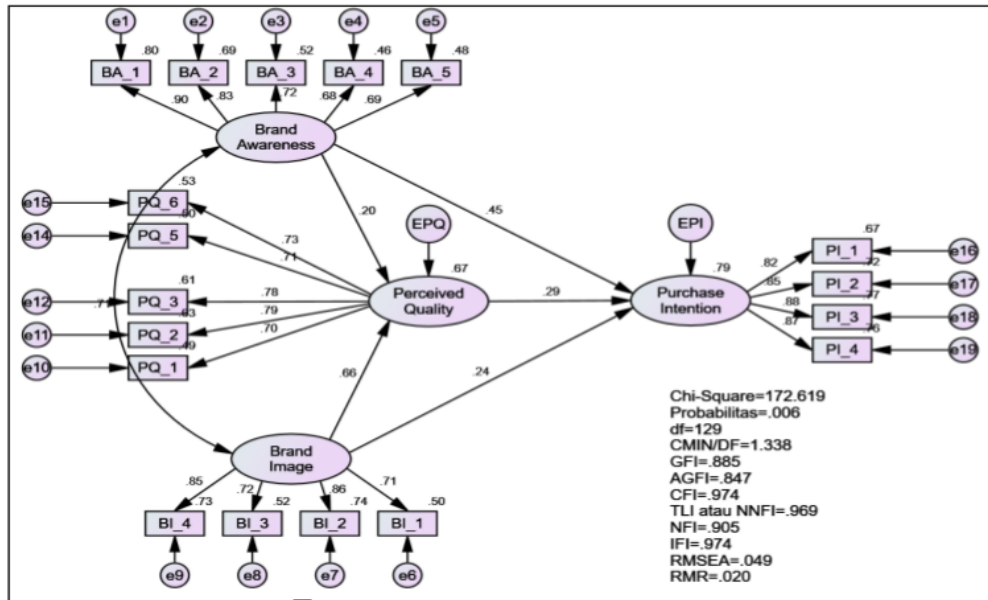 e1 e2 e3 e4 e5
.80 .69 .52 .46 .48
BA_1 BA_2 BA_3 BA_4 BA_5
.90 .83 .72 .68 .69
Brand
Awareness
.53
e15 PQ_6
e14 PQ_5
.20 .45
.73
.71
EPQ EPI
.67 .79
.61
e12 PQ_3 .78
e11 PQ_2 .79
e10 PQ_1 .70
Perceived
Quality
.29
Purchase
Intention
.67
.82 PI_1 e16
.72
.85 PI_2 e17
.77
.88 PI_3 e18
.76
.87 PI_4 e19
.66 .24
Brand
Image
.85 .72 .86 .71
.73 .52 .74 .50
BI_4 BI_3 BI_2 BI_1
e9 e8 e7 e6
Chi-Square=172.619
Probabilitas=.006
df=129
CMIN/DF=1.338
GFI=.885
AGFI=.847
CFI=.974
TLI atau NNFI=.969
NFI=.905
IFI=.974
RMSEA=.049
RMR=.020